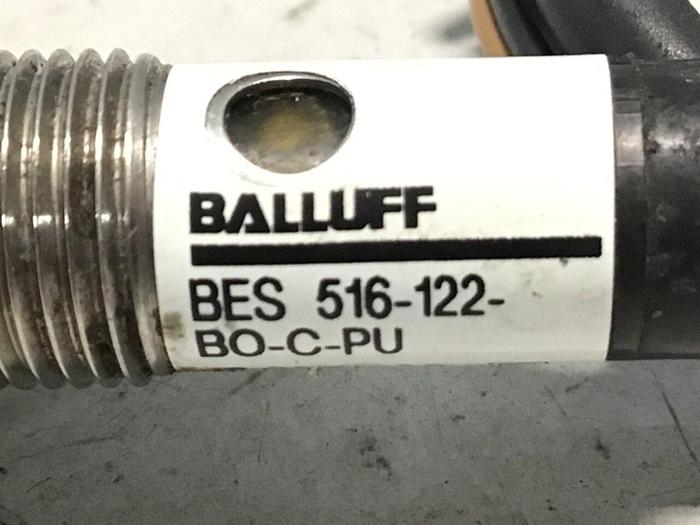 BALLUFF
BES 516-122-
BO-C-PU